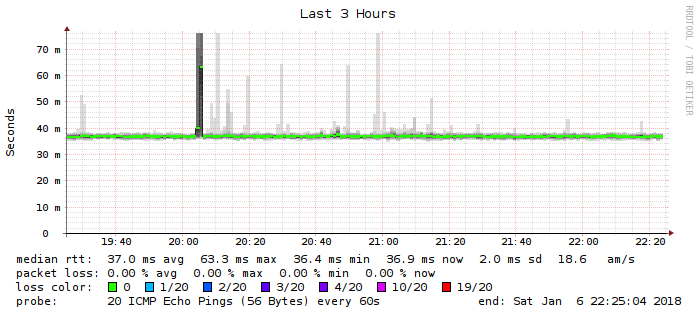 Last 3 Hours
RRDTOOL / TOBI OETIKER
Seconds
70 m
60 m
50 m
40 m
30 m
20 m
10 m
0
19:40 20:00 20:20 20:40 21:00 21:20 21:40 22:00 22:20
median rtt: 37.0 ms avg 63.3 ms max 36.4 ms min 36.9 ms now 2.0 ms sd 18.6 am/s
packet loss: 0.00 % avg 0.00 % max 0.00 % min 0.00 % now
loss color: 0 1/20 2/20 3/20 4/20 10/20 19/20
probe: 20 ICMP Echo Pings (56 Bytes) every 60s end: Sat Jan 6 22:25:04 2018